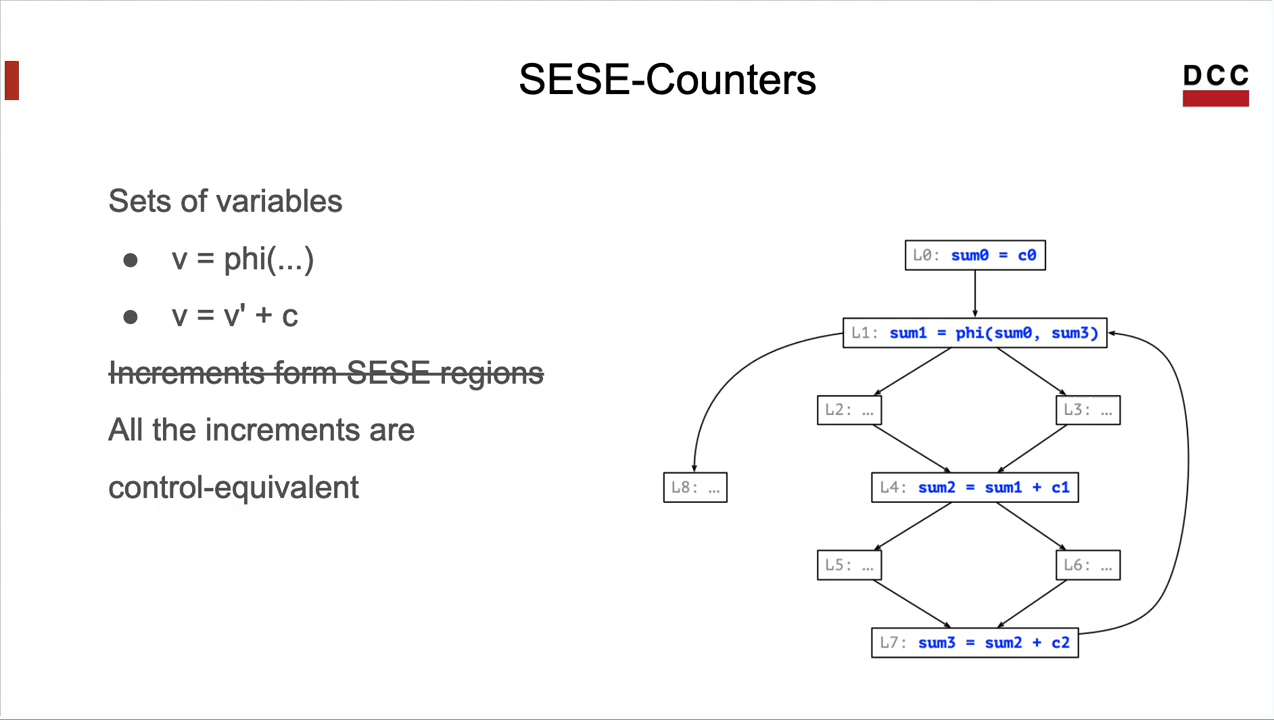 SESE-Counters
DCC
Sets of variables
● v = phi(...)
● v = v' + c
Increments form SESE regions
All the increments are
control-equivalent
L0: sum0 = c0
L1: sum1 = phi(sum0, sum3)
L2: ...
L3: ...
L8: ...
L4: sum2 = sum1 + c1
L5: ...
L6: ...
L7: sum3 = sum2 + c2